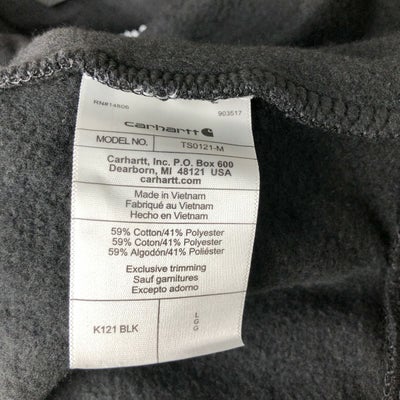 RN#14806 903517
carhartt
MODEL NO. TS0121-M
Carhartt, Inc. P.O. Box 600
Dearborn, MI 48121 USA
carhartt.com
Made in Vietnam
Fabriqué au Vietnam
Hecho en Vietnam
59% Cotton/41% Polyester
59% Coton/41% Polyester
59% Algodón/41% Poliéster
Exclusive trimming
Sauf garnitures
Excepto adorno
K121 BLK
L
G
G